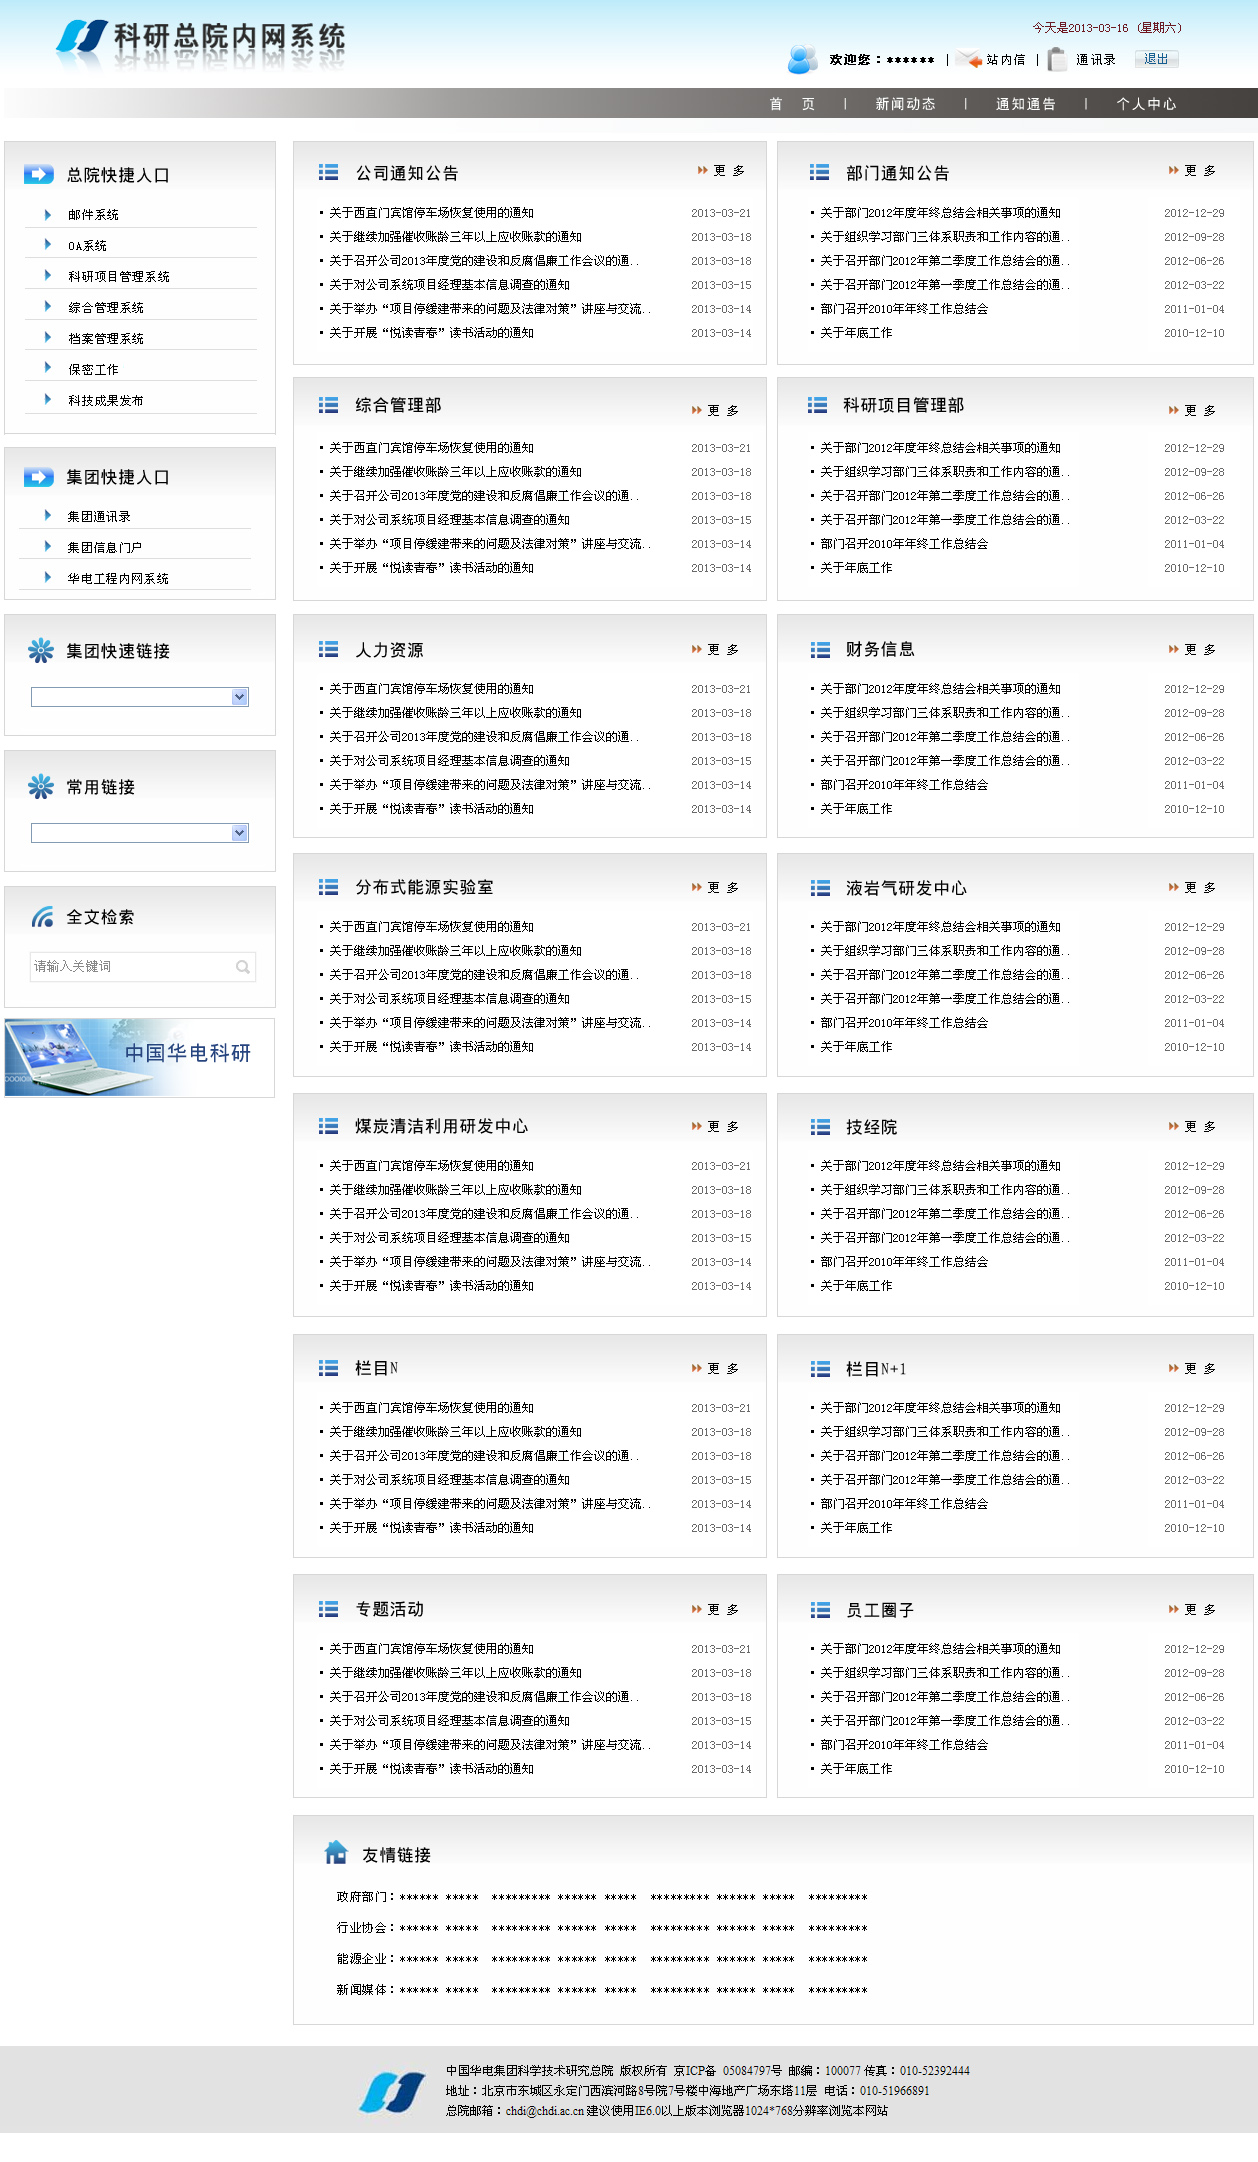 科研总院内网系统
今天是2013-03-16 (星期六)
欢迎您：****** | 站内信 | 通讯录 退出
首 页 | 新闻动态 | 通知通告 | 个人中心
总院快捷入口
邮件系统
OA系统
科研项目管理系统
综合管理系统
档案管理系统
保密工作
科技成果发布
集团快捷入口
集团通讯录
集团信息门户
华电工程内网系统
集团快速链接
常用链接
全文检索
请输入关键词
中国华电科研
公司通知公告 更 多
关于西直门宾馆停车场恢复使用的通知 2013-03-21
关于继续加强催收账龄三年以上应收账款的通知 2013-03-18
关于召开公司2013年度党的建设和反腐倡廉工作会议的通.. 2013-03-18
关于对公司系统项目经理基本信息调查的通知 2013-03-15
关于举办“项目停缓建带来的问题及法律对策”讲座与交流.. 2013-03-14
关于开展“悦读青春”读书活动的通知 2013-03-14
部门通知公告 更 多
关于部门2012年度年终总结会相关事项的通知 2012-12-29
关于组织学习部门三体系职责和工作内容的通.. 2012-09-28
关于召开部门2012年第二季度工作总结会的通.. 2012-06-26
关于召开部门2012年第一季度工作总结会的通.. 2012-03-22
部门召开2010年年终工作总结会 2011-01-04
关于年底工作 2010-12-10
综合管理部 更 多
关于西直门宾馆停车场恢复使用的通知 2013-03-21
关于继续加强催收账龄三年以上应收账款的通知 2013-03-18
关于召开公司2013年度党的建设和反腐倡廉工作会议的通.. 2013-03-18
关于对公司系统项目经理基本信息调查的通知 2013-03-15
关于举办“项目停缓建带来的问题及法律对策”讲座与交流.. 2013-03-14
关于开展“悦读青春”读书活动的通知 2013-03-14
科研项目管理部 更 多
关于部门2012年度年终总结会相关事项的通知 2012-12-29
关于组织学习部门三体系职责和工作内容的通.. 2012-09-28
关于召开部门2012年第二季度工作总结会的通.. 2012-06-26
关于召开部门2012年第一季度工作总结会的通.. 2012-03-22
部门召开2010年年终工作总结会 2011-01-04
关于年底工作 2010-12-10
人力资源 更 多
关于西直门宾馆停车场恢复使用的通知 2013-03-21
关于继续加强催收账龄三年以上应收账款的通知 2013-03-18
关于召开公司2013年度党的建设和反腐倡廉工作会议的通.. 2013-03-18
关于对公司系统项目经理基本信息调查的通知 2013-03-15
关于举办“项目停缓建带来的问题及法律对策”讲座与交流.. 2013-03-14
关于开展“悦读青春”读书活动的通知 2013-03-14
财务信息 更 多
关于部门2012年度年终总结会相关事项的通知 2012-12-29
关于组织学习部门三体系职责和工作内容的通.. 2012-09-28
关于召开部门2012年第二季度工作总结会的通.. 2012-06-26
关于召开部门2012年第一季度工作总结会的通.. 2012-03-22
部门召开2010年年终工作总结会 2011-01-04
关于年底工作 2010-12-10
分布式能源实验室 更 多
关于西直门宾馆停车场恢复使用的通知 2013-03-21
关于继续加强催收账龄三年以上应收账款的通知 2013-03-18
关于召开公司2013年度党的建设和反腐倡廉工作会议的通.. 2013-03-18
关于对公司系统项目经理基本信息调查的通知 2013-03-15
关于举办“项目停缓建带来的问题及法律对策”讲座与交流.. 2013-03-14
关于开展“悦读青春”读书活动的通知 2013-03-14
液岩气研发中心 更 多
关于部门2012年度年终总结会相关事项的通知 2012-12-29
关于组织学习部门三体系职责和工作内容的通.. 2012-09-28
关于召开部门2012年第二季度工作总结会的通.. 2012-06-26
关于召开部门2012年第一季度工作总结会的通.. 2012-03-22
部门召开2010年年终工作总结会 2011-01-04
关于年底工作 2010-12-10
煤炭清洁利用研发中心 更 多
关于西直门宾馆停车场恢复使用的通知 2013-03-21
关于继续加强催收账龄三年以上应收账款的通知 2013-03-18
关于召开公司2013年度党的建设和反腐倡廉工作会议的通.. 2013-03-18
关于对公司系统项目经理基本信息调查的通知 2013-03-15
关于举办“项目停缓建带来的问题及法律对策”讲座与交流.. 2013-03-14
关于开展“悦读青春”读书活动的通知 2013-03-14
技经院 更 多
关于部门2012年度年终总结会相关事项的通知 2012-12-29
关于组织学习部门三体系职责和工作内容的通.. 2012-09-28
关于召开部门2012年第二季度工作总结会的通.. 2012-06-26
关于召开部门2012年第一季度工作总结会的通.. 2012-03-22
部门召开2010年年终工作总结会 2011-01-04
关于年底工作 2010-12-10
栏目N 更 多
关于西直门宾馆停车场恢复使用的通知 2013-03-21
关于继续加强催收账龄三年以上应收账款的通知 2013-03-18
关于召开公司2013年度党的建设和反腐倡廉工作会议的通.. 2013-03-18
关于对公司系统项目经理基本信息调查的通知 2013-03-15
关于举办“项目停缓建带来的问题及法律对策”讲座与交流.. 2013-03-14
关于开展“悦读青春”读书活动的通知 2013-03-14
栏目N+1 更 多
关于部门2012年度年终总结会相关事项的通知 2012-12-29
关于组织学习部门三体系职责和工作内容的通.. 2012-09-28
关于召开部门2012年第二季度工作总结会的通.. 2012-06-26
关于召开部门2012年第一季度工作总结会的通.. 2012-03-22
部门召开2010年年终工作总结会 2011-01-04
关于年底工作 2010-12-10
专题活动 更 多
关于西直门宾馆停车场恢复使用的通知 2013-03-21
关于继续加强催收账龄三年以上应收账款的通知 2013-03-18
关于召开公司2013年度党的建设和反腐倡廉工作会议的通.. 2013-03-18
关于对公司系统项目经理基本信息调查的通知 2013-03-15
关于举办“项目停缓建带来的问题及法律对策”讲座与交流.. 2013-03-14
关于开展“悦读青春”读书活动的通知 2013-03-14
员工圈子 更 多
关于部门2012年度年终总结会相关事项的通知 2012-12-29
关于组织学习部门三体系职责和工作内容的通.. 2012-09-28
关于召开部门2012年第二季度工作总结会的通.. 2012-06-26
关于召开部门2012年第一季度工作总结会的通.. 2012-03-22
部门召开2010年年终工作总结会 2011-01-04
关于年底工作 2010-12-10
友情链接
政府部门：****** ***** ********* ****** ***** ********* ****** ***** *********
行业协会：****** ***** ********* ****** ***** ********* ****** ***** *********
能源企业：****** ***** ********* ****** ***** ********* ****** ***** *********
新闻媒体：****** ***** ********* ****** ***** ********* ****** ***** *********
中国华电集团科学技术研究总院 版权所有 京ICP备 05084797号 邮编：100077 传真：010-52392444
地址：北京市东城区永定门西滨河路8号院7号楼中海地产广场东塔11层 电话：010-51966891
总院邮箱：chdi@chdi.ac.cn 建议使用IE6.0以上版本浏览器1024*768分辨率浏览本网站